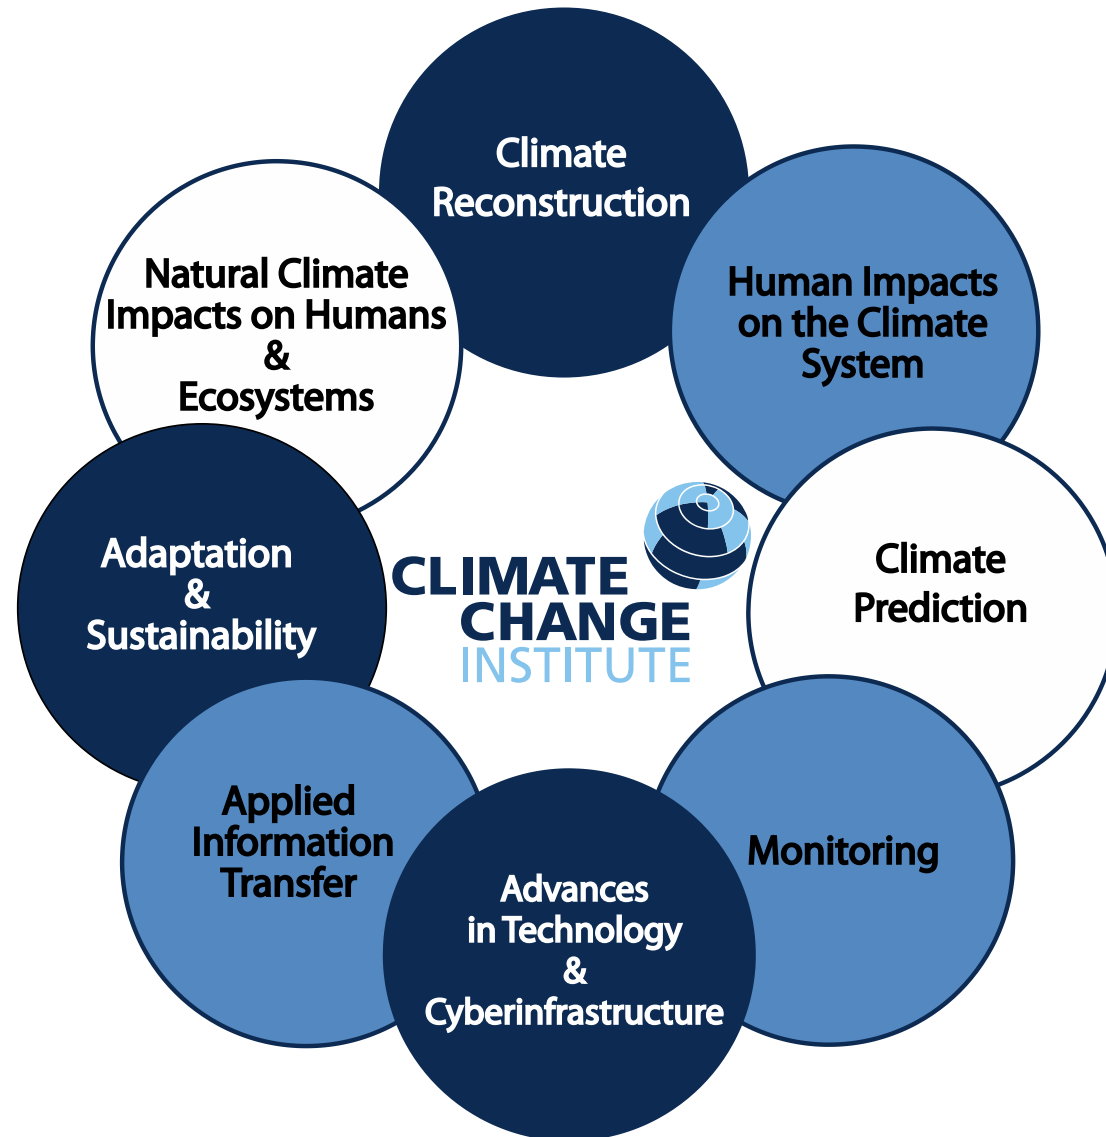 Climate
Reconstruction
Human Impacts
on the Climate
System
Climate
Prediction
Monitoring
Advances
in Technology
&
Cyberinfrastructure
Applied
Information
Transfer
Adaptation
&
Sustainability
Natural Climate
Impacts on Humans
&
Ecosystems
CLIMATE
CHANGE
INSTITUTE